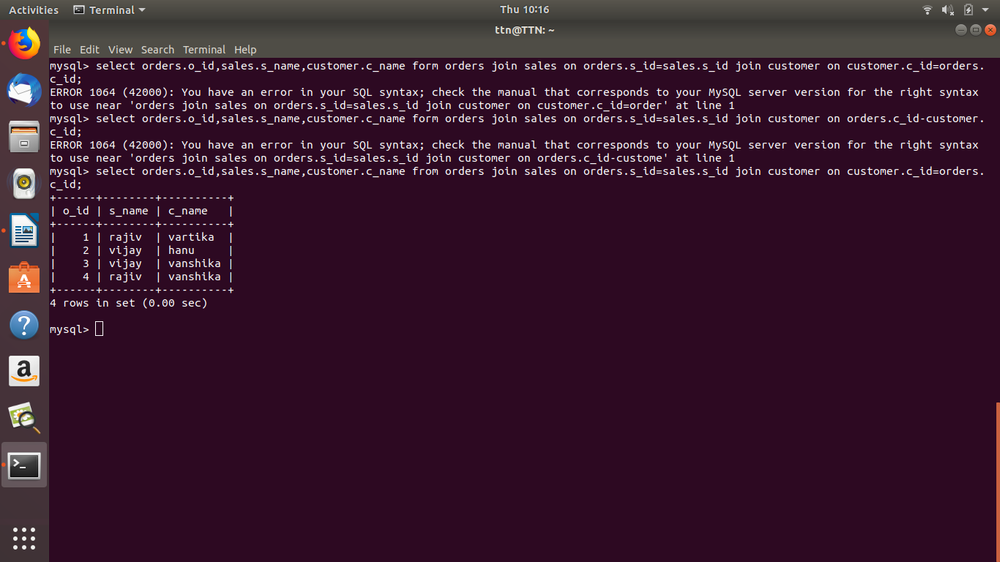 Activities Terminal Thu 10:16
ttn@TTN: ~
File Edit View Search Terminal Help
mysql> select orders.o_id,sales.s_name,customer.c_name form orders join sales on orders.s_id=sales.s_id join customer on customer.c_id=orders.
c_id;
ERROR 1064 (42000): You have an error in your SQL syntax; check the manual that corresponds to your MySQL server version for the right syntax
to use near 'orders join sales on orders.s_id=sales.s_id join customer on customer.c_id=order' at line 1
mysql> select orders.o_id,sales.s_name,customer.c_name form orders join sales on orders.s_id=sales.s_id join customer on orders.c_id-customer.
c_id;
ERROR 1064 (42000): You have an error in your SQL syntax; check the manual that corresponds to your MySQL server version for the right syntax
to use near 'orders join sales on orders.s_id=sales.s_id join customer on orders.c_id-custome' at line 1
mysql> select orders.o_id,sales.s_name,customer.c_name from orders join sales on orders.s_id=sales.s_id join customer on customer.c_id=orders.
c_id;
+------+--------+----------+
| o_id | s_name | c_name   |
+------+--------+----------+
|    1 | rajiv  | vartika  |
|    2 | vijay  | hanu     |
|    3 | vijay  | vanshika |
|    4 | rajiv  | vanshika |
+------+--------+----------+
4 rows in set (0.00 sec)
mysql>